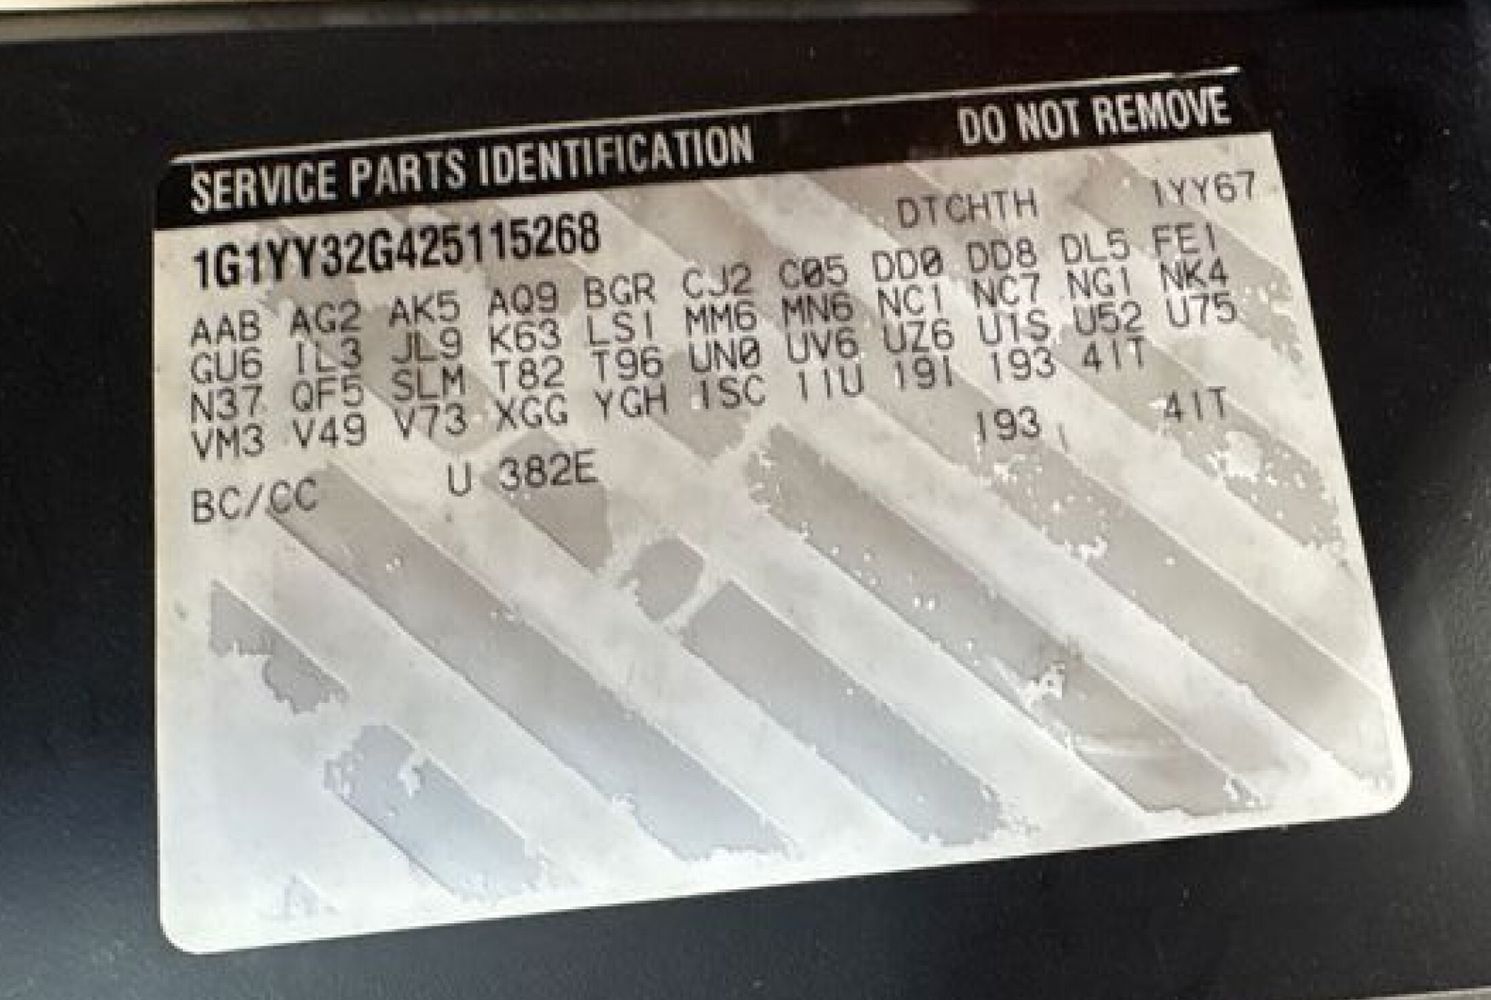 SERVICE PARTS IDENTIFICATION DO NOT REMOVE
1G1YY32G425115268 DTCHTH 1YY67
AAB AG2 AK5 AQ9 BGR CJ2 C05 DD0 DD8 DL5 FE1
GU6 IL3 JL9 K63 LS1 MM6 MN6 NC1 NC7 NG1 NK4
N37 QF5 SLM T82 T96 UN0 UV6 UZ6 U1S U52 U75
VM3 V49 V73 XGG YGH 1SC 11U 19I 193 41T
193 41T
BC/CC U 382E